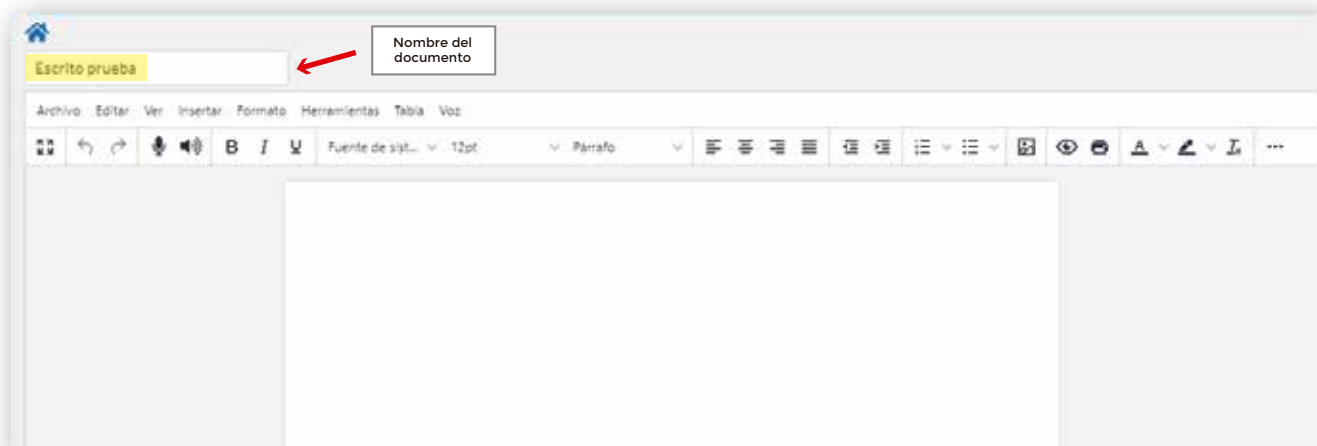 Nombre del
documento
Escrito prueba
Archivo Editar Ver Insertar Formato Herramientas Tabla Voz
B I U Fuente de sist... 12pt Párrafo A